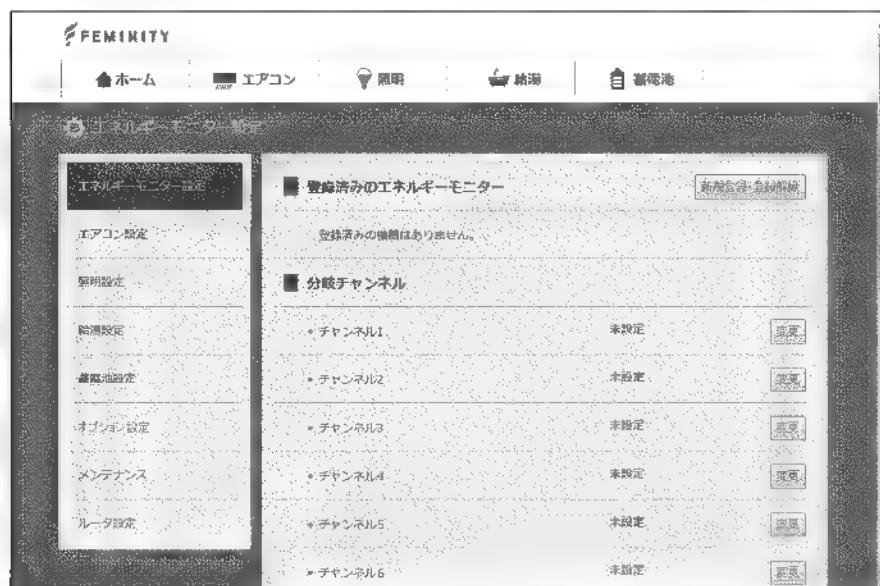 FEMINITY
ホーム エアコン 照明 給湯 蓄電池
エネルギーモニター設定
エネルギーモニター設定
登録済みのエネルギーモニター 新規登録・登録解除
エアコン設定
登録済みの機器はありません。
照明設定
分岐チャンネル
給湯設定
• チャンネル1 未設定 変更
蓄電池設定
• チャンネル2 未設定 変更
オプション設定
• チャンネル3 未設定 変更
メンテナンス
• チャンネル4 未設定 変更
ルータ設定
• チャンネル5 未設定 変更
• チャンネル6 未設定 変更